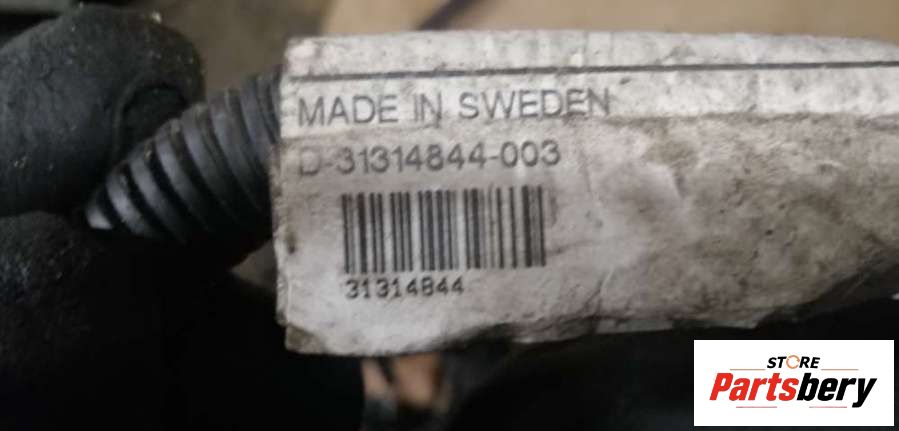 MADE IN SWEDEN
D-31314844-003
31314844
STORE
Partsbery